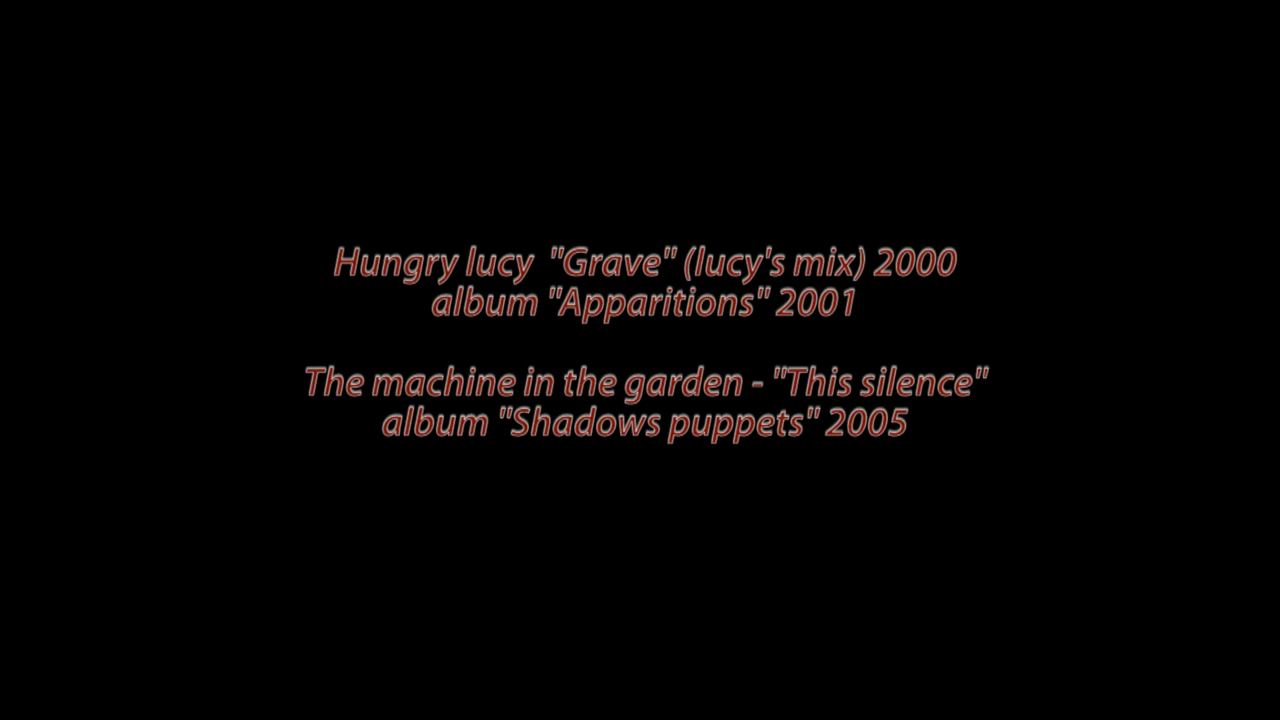 Hungry lucy  "Grave" (lucy's mix) 2000
album "Apparitions" 2001
The machine in the garden - "This silence"
album "Shadows puppets" 2005